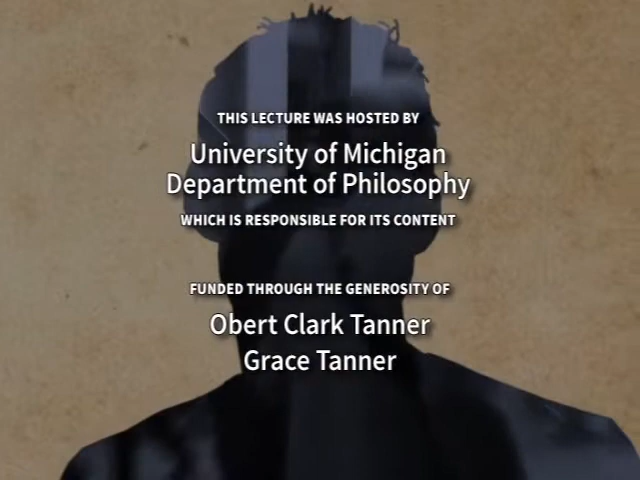 THIS LECTURE WAS HOSTED BY
University of Michigan
Department of Philosophy
WHICH IS RESPONSIBLE FOR ITS CONTENT
FUNDED THROUGH THE GENEROSITY OF
Obert Clark Tanner
Grace Tanner